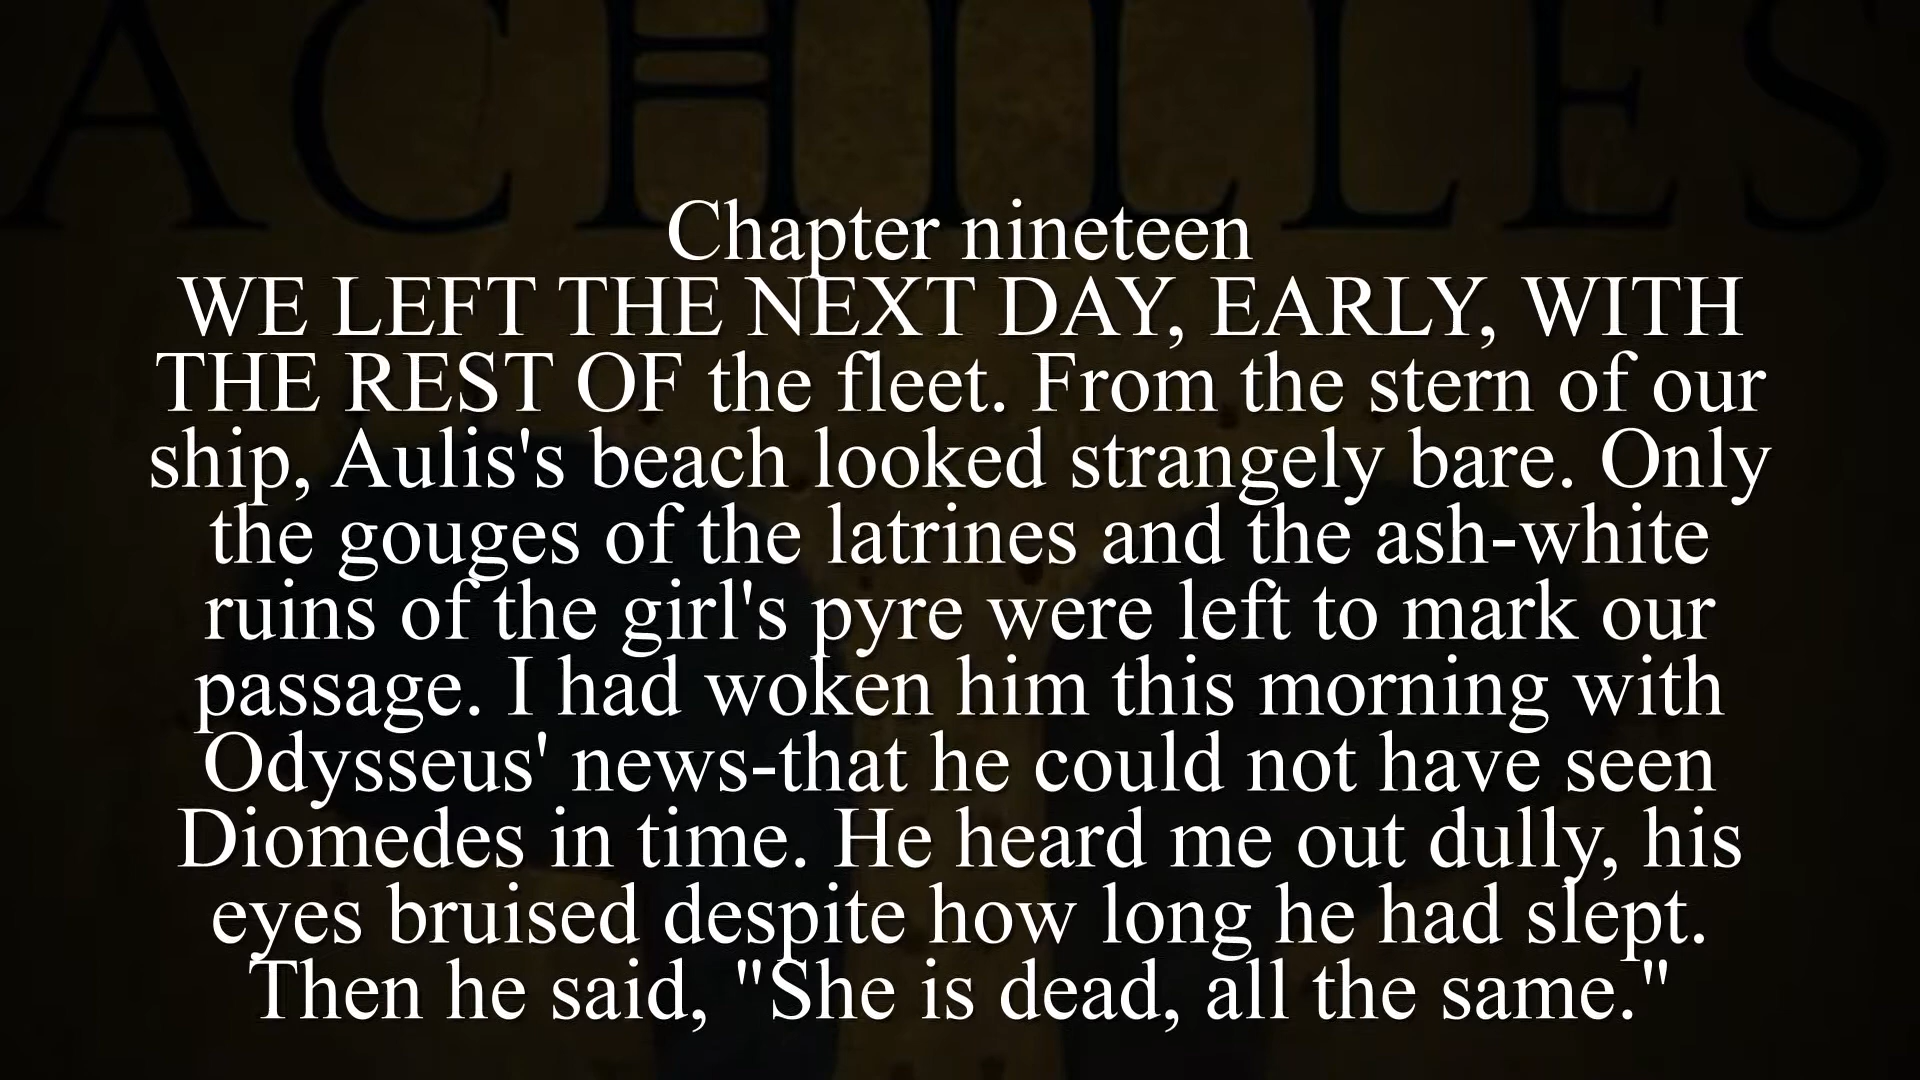 ACHILLES
Chapter nineteen
WE LEFT THE NEXT DAY, EARLY, WITH
THE REST OF the fleet. From the stern of our
ship, Aulis's beach looked strangely bare. Only
the gouges of the latrines and the ash-white
ruins of the girl's pyre were left to mark our
passage. I had woken him this morning with
Odysseus' news-that he could not have seen
Diomedes in time. He heard me out dully, his
eyes bruised despite how long he had slept.
Then he said, "She is dead, all the same."